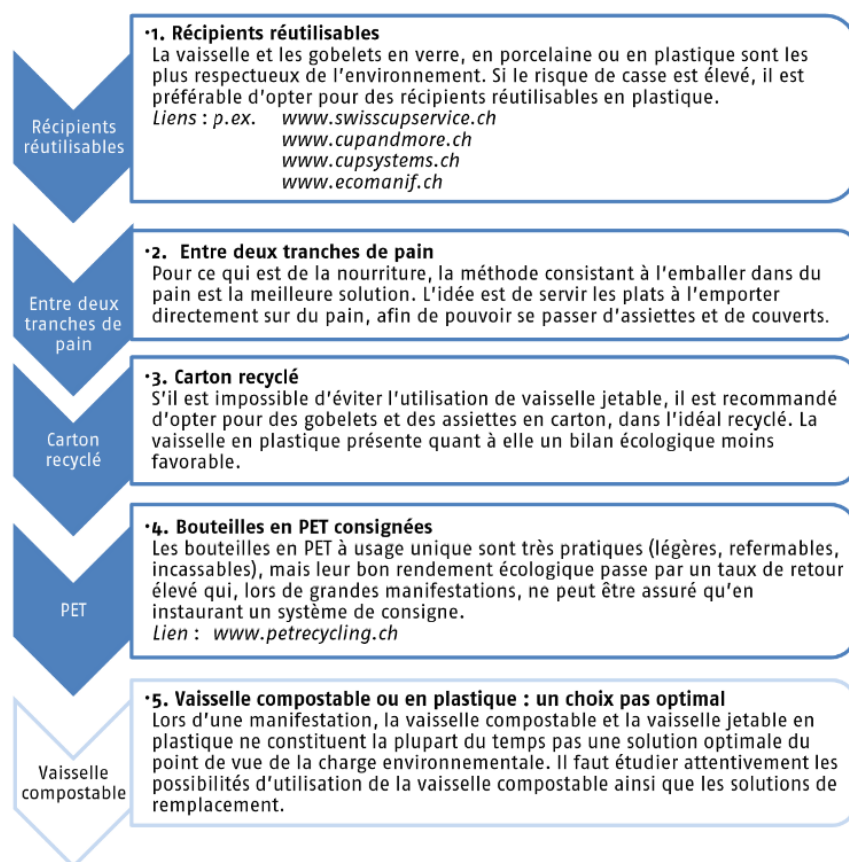 ·1. Récipients réutilisables
La vaisselle et les gobelets en verre, en porcelaine ou en plastique sont les
plus respectueux de l'environnement. Si le risque de casse est élevé, il est
préférable d'opter pour des récipients réutilisables en plastique.
Liens : p.ex. www.swisscupservice.ch
www.cupandmore.ch
www.cupsystems.ch
www.ecomanif.ch
Récipients
réutilisables
·2. Entre deux tranches de pain
Pour ce qui est de la nourriture, la méthode consistant à l'emballer dans du
pain est la meilleure solution. L'idée est de servir les plats à l'emporter
directement sur du pain, afin de pouvoir se passer d'assiettes et de couverts.
Entre deux
tranches de
pain
·3. Carton recyclé
S'il est impossible d'éviter l'utilisation de vaisselle jetable, il est recommandé
d'opter pour des gobelets et des assiettes en carton, dans l'idéal recyclé. La
vaisselle en plastique présente quant à elle un bilan écologique moins
favorable.
Carton
recyclé
·4. Bouteilles en PET consignées
Les bouteilles en PET à usage unique sont très pratiques (légères, refermables,
incassables), mais leur bon rendement écologique passe par un taux de retour
élevé qui, lors de grandes manifestations, ne peut être assuré qu'en
instaurant un système de consigne.
Lien : www.petrecycling.ch
PET
·5. Vaisselle compostable ou en plastique : un choix pas optimal
Lors d'une manifestation, la vaisselle compostable et la vaisselle jetable en
plastique ne constituent la plupart du temps pas une solution optimale du
point de vue de la charge environnementale. Il faut étudier attentivement les
possibilités d'utilisation de la vaisselle compostable ainsi que les solutions de
remplacement.
Vaisselle
compostable